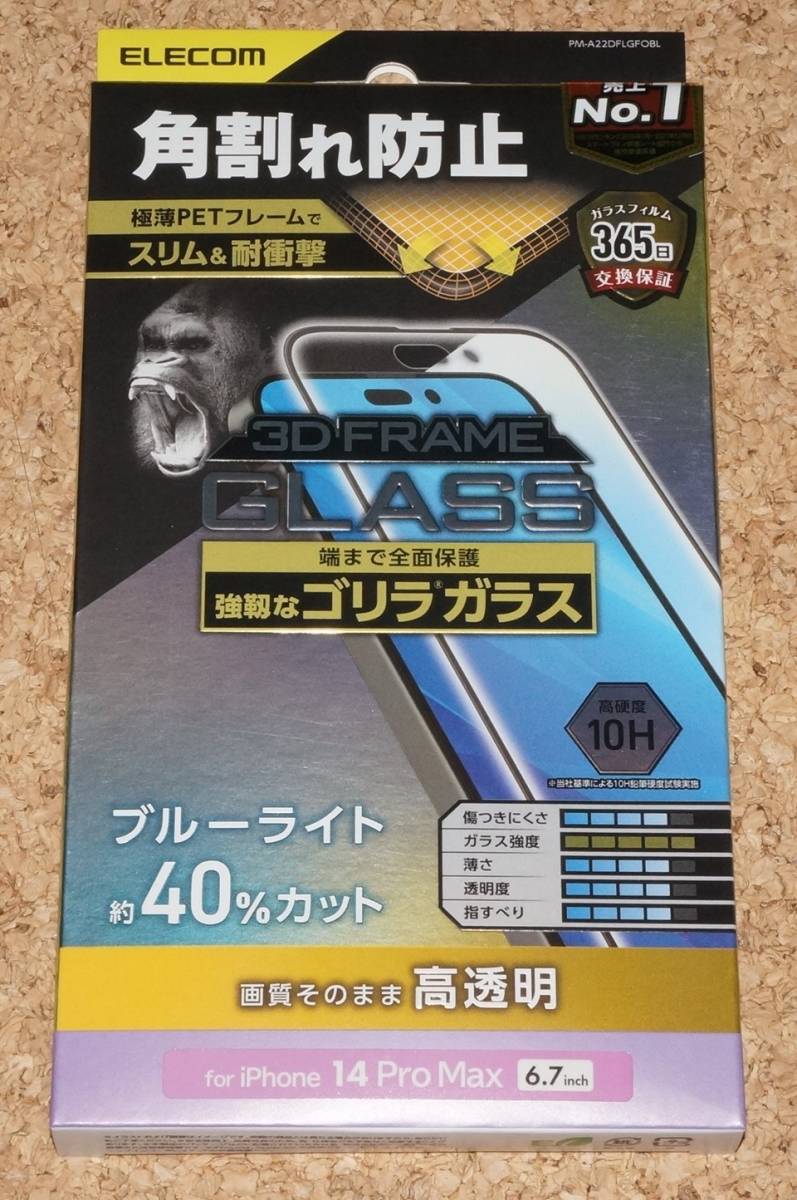 ELECOM
PM-A22DFLGFOBL
売上
No.1
角割れ防止
極薄PETフレームで
スリム&耐衝撃
ガラスフィルム
365日
交換保証
3D FRAME
GLASS
端まで全面保護
強靭なゴリラ®ガラス
高硬度
10H
※当社基準による10H鉛筆硬度試験実施
ブルーライト
約40%カット
傷つきにくさ
ガラス強度
薄さ
透明度
指すべり
画質そのまま 高透明
for iPhone 14 Pro Max 6.7inch